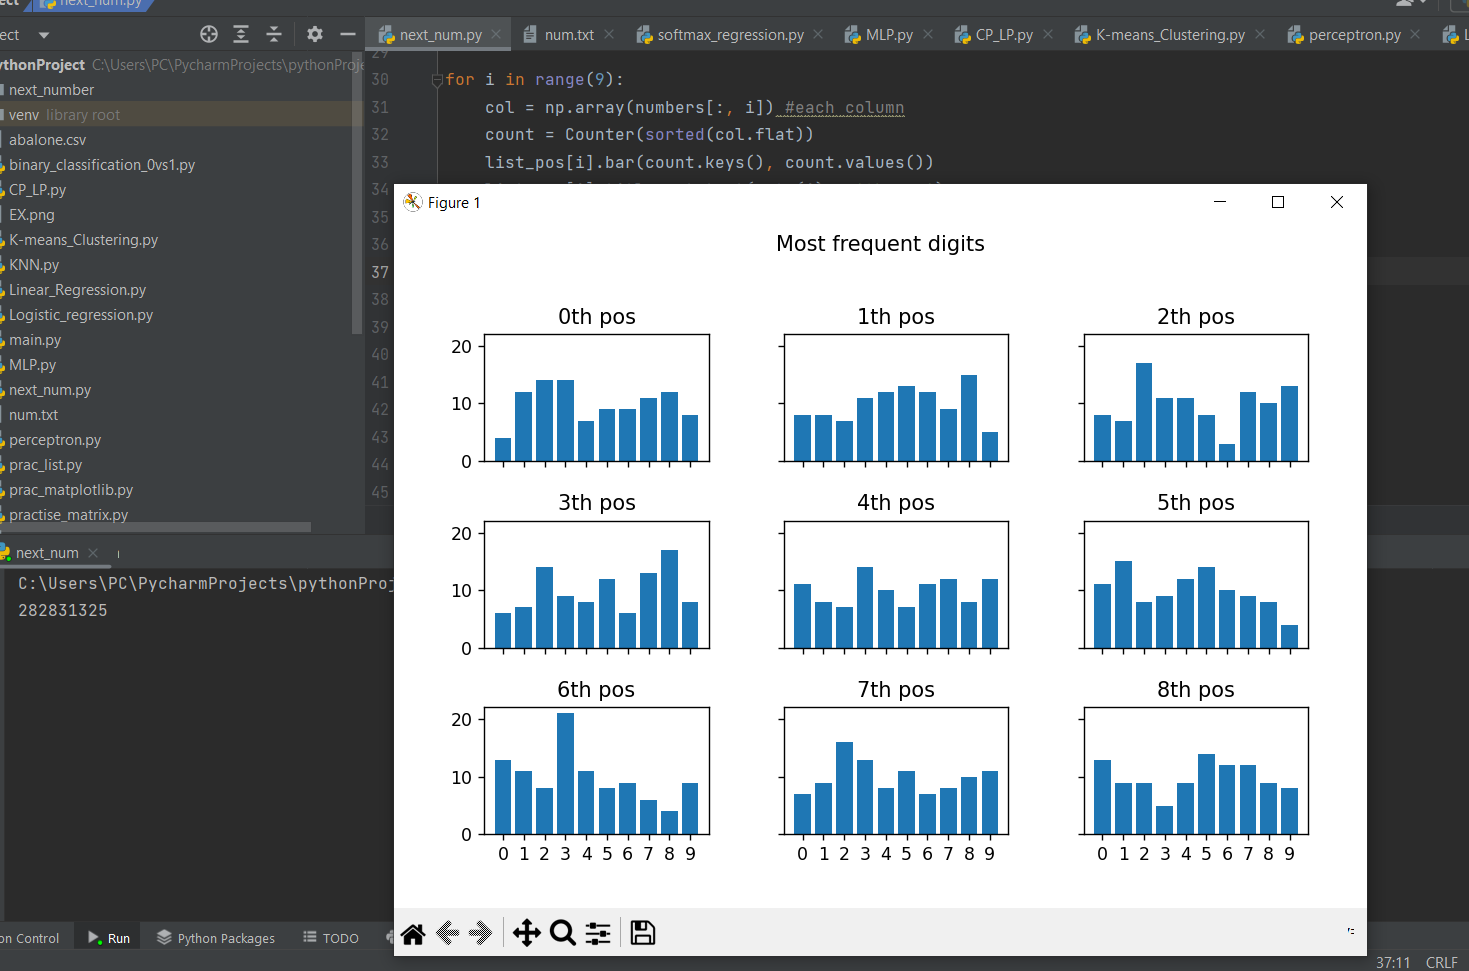 next_num.py
ect
next_num.py num.txt softmax_regression.py MLP.py CP_LP.py K-means_Clustering.py perceptron.py L
ythonProject C:\Users\PC\PycharmProjects\pythonProje
next_number
venv library root
abalone.csv
binary_classification_0vs1.py
CP_LP.py
EX.png
K-means_Clustering.py
KNN.py
Linear_Regression.py
Logistic_regression.py
main.py
MLP.py
next_num.py
num.txt
perceptron.py
prac_list.py
prac_matplotlib.py
practise_matrix.py
29
30 for i in range(9):
31 col = np.array(numbers[:, i]) #each column
32 count = Counter(sorted(col.flat))
33 list_pos[i].bar(count.keys(), count.values())
34
35
36
37
38
39
40
41
42
43
44
45
Figure 1
Most frequent digits
0th pos 1th pos 2th pos
20
10
0
3th pos 4th pos 5th pos
20
10
0
6th pos 7th pos 8th pos
20
10
0
0 1 2 3 4 5 6 7 8 9 0 1 2 3 4 5 6 7 8 9 0 1 2 3 4 5 6 7 8 9
next_num
C:\Users\PC\PycharmProjects\pythonProj
282831325
on Control Run Python Packages TODO
37:11 CRLF